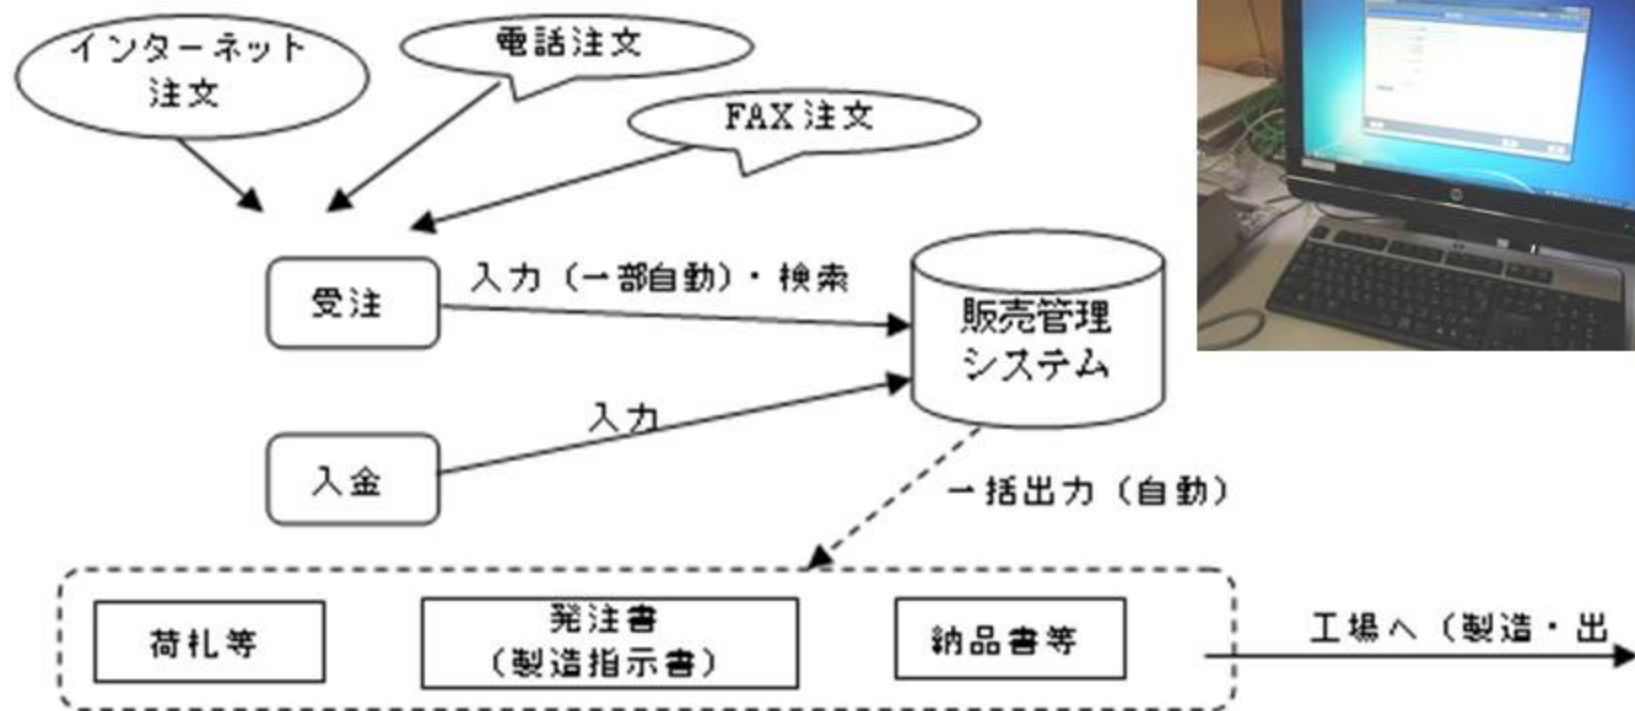 インターネット
注文
電話注文
FAX注文
受注
入力（一部自動）・検索
販売管理
システム
入力
入金
一括出力（自動）
荷札等
発注書
（製造指示書）
納品書等
工場へ（製造・出